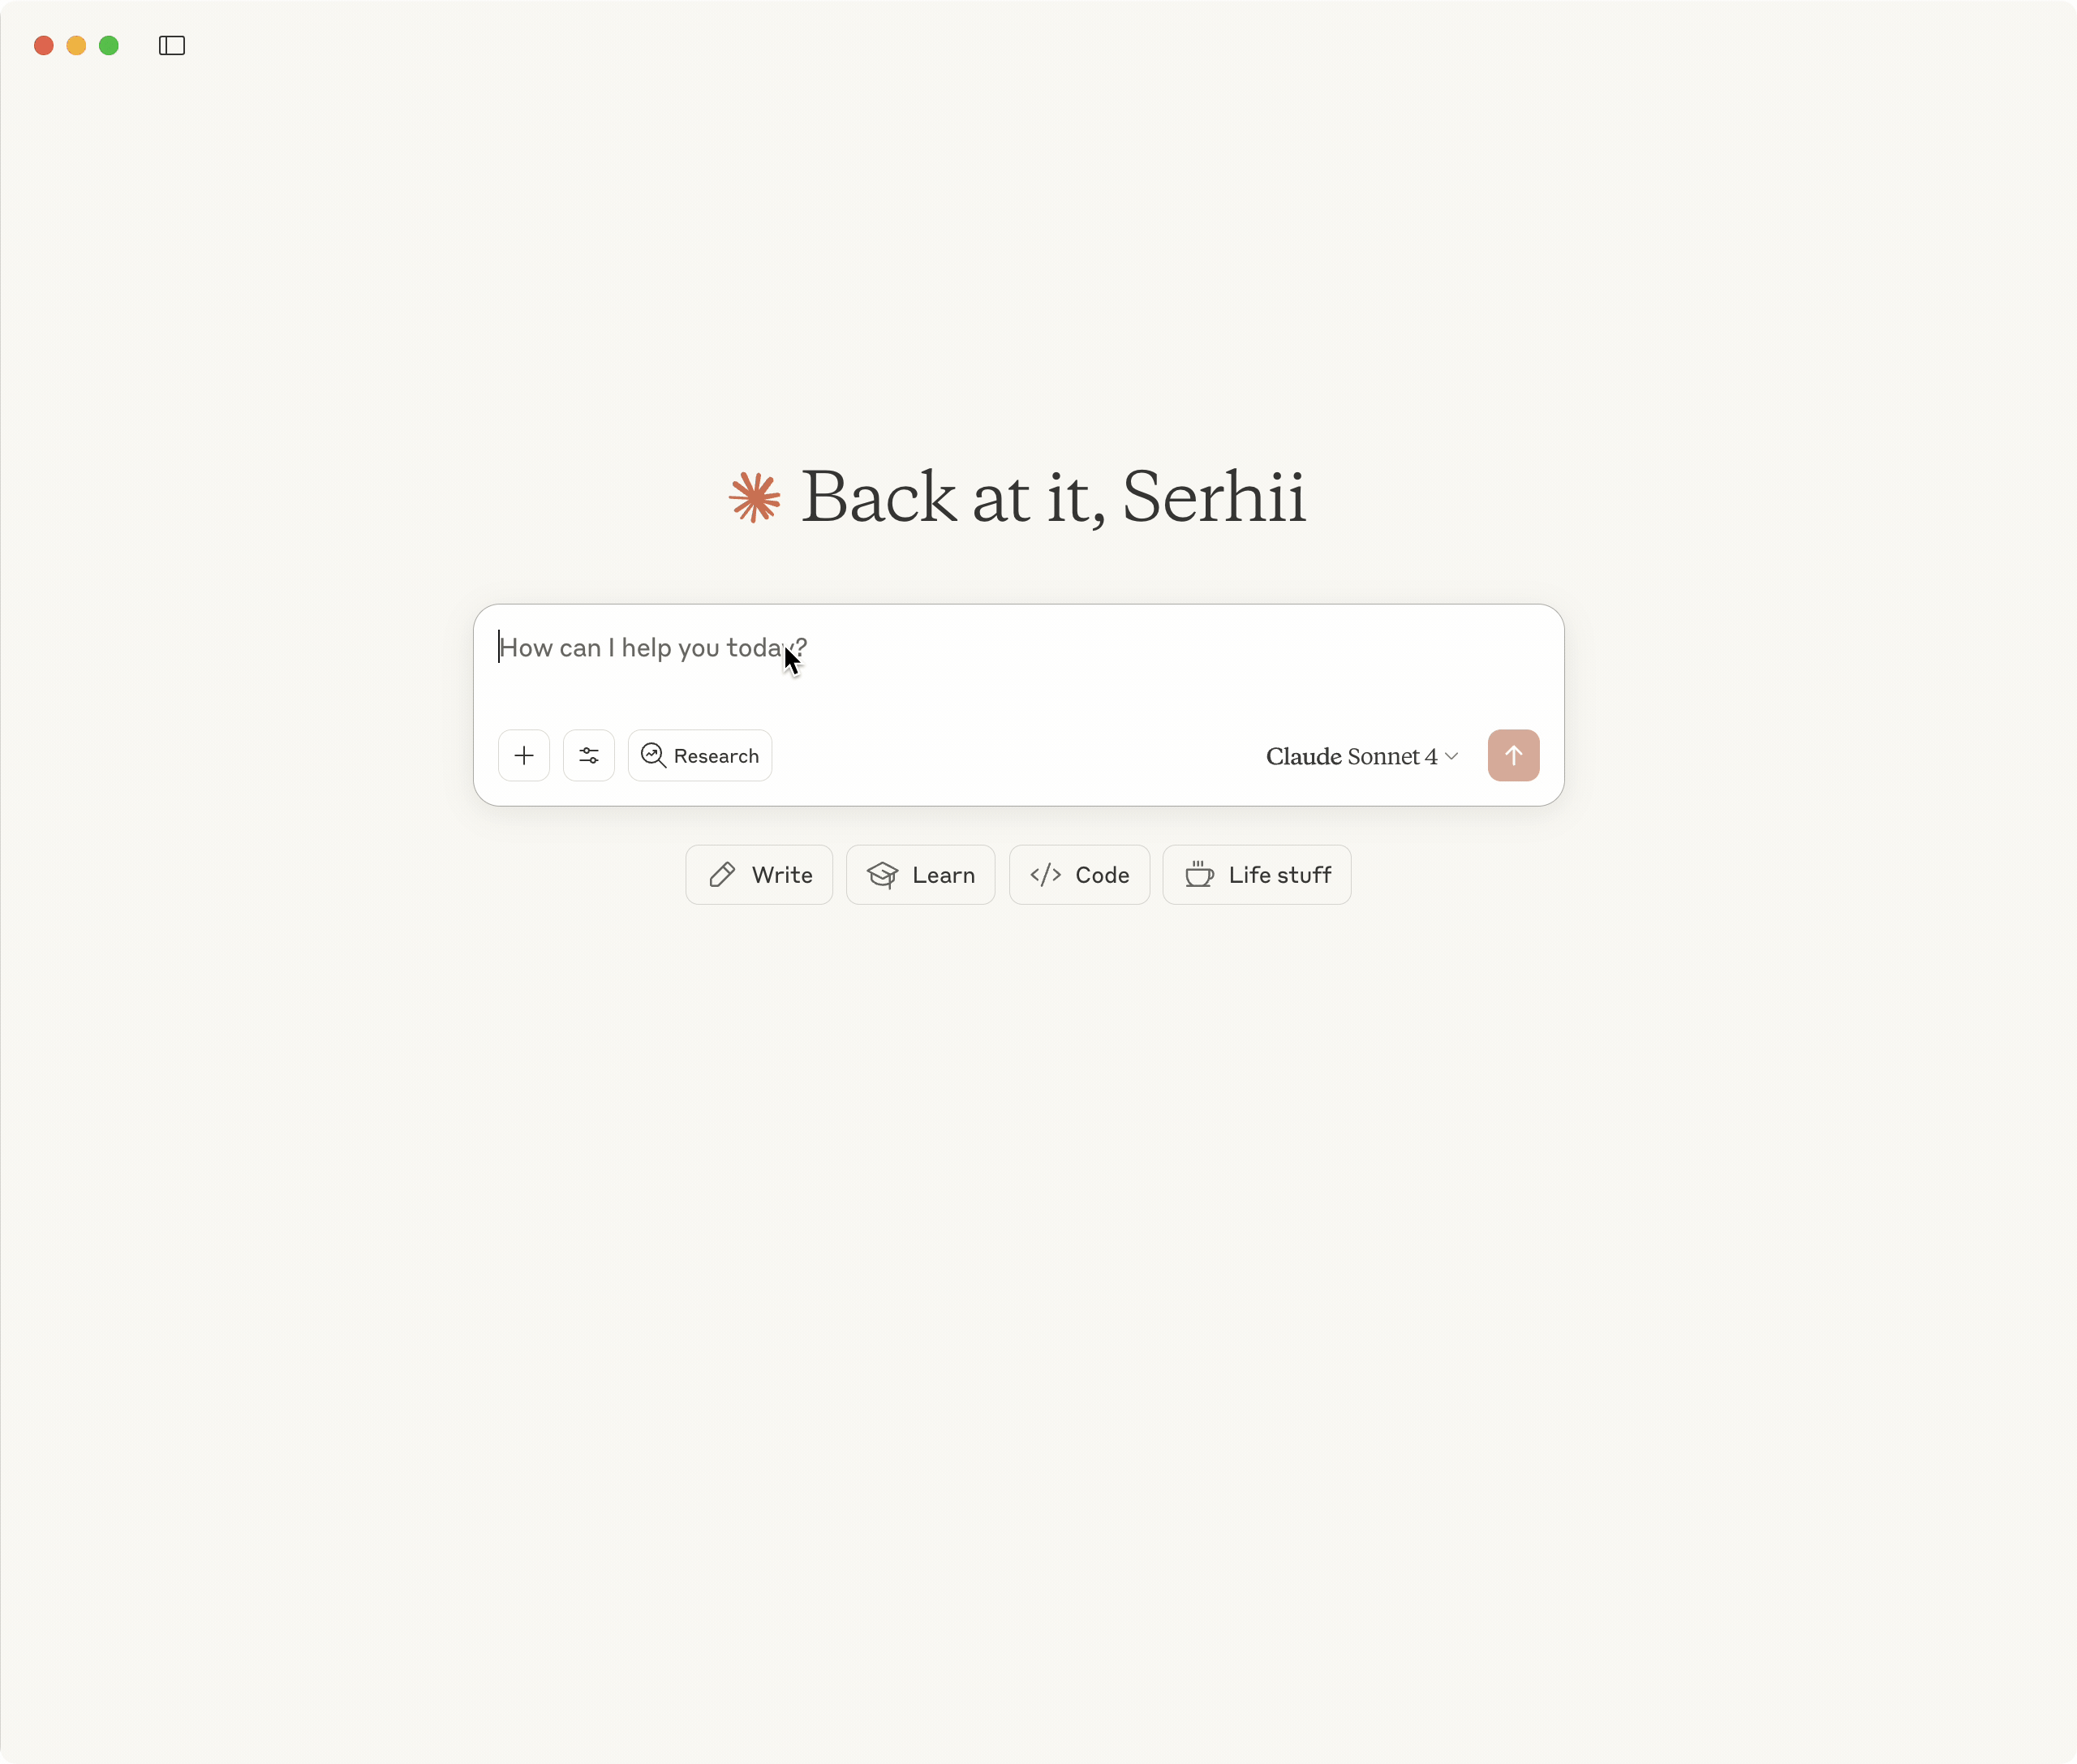 Back at it, Serhii
How can I help you today?
Research
Claude Sonnet 4
Write
Learn
Code
Life stuff